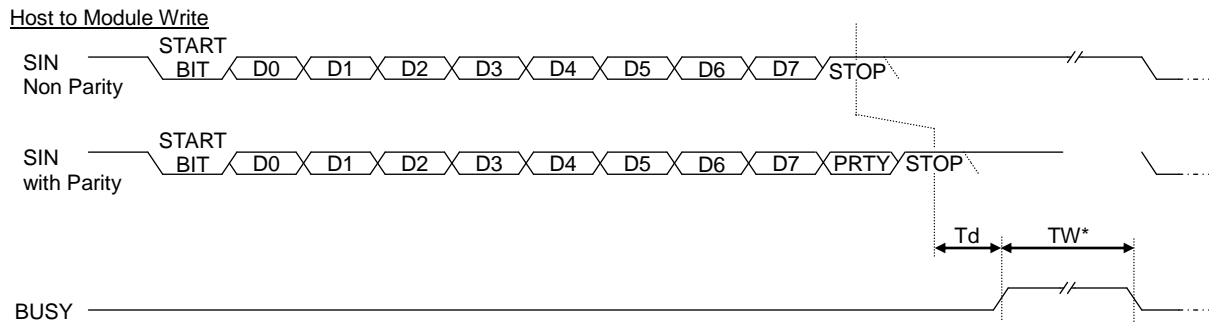 Host to Module Write
SIN
Non Parity
START
BIT D0 D1 D2 D3 D4 D5 D6 D7 STOP
SIN
with Parity
START
BIT D0 D1 D2 D3 D4 D5 D6 D7 PRTY STOP
Td TW*
BUSY